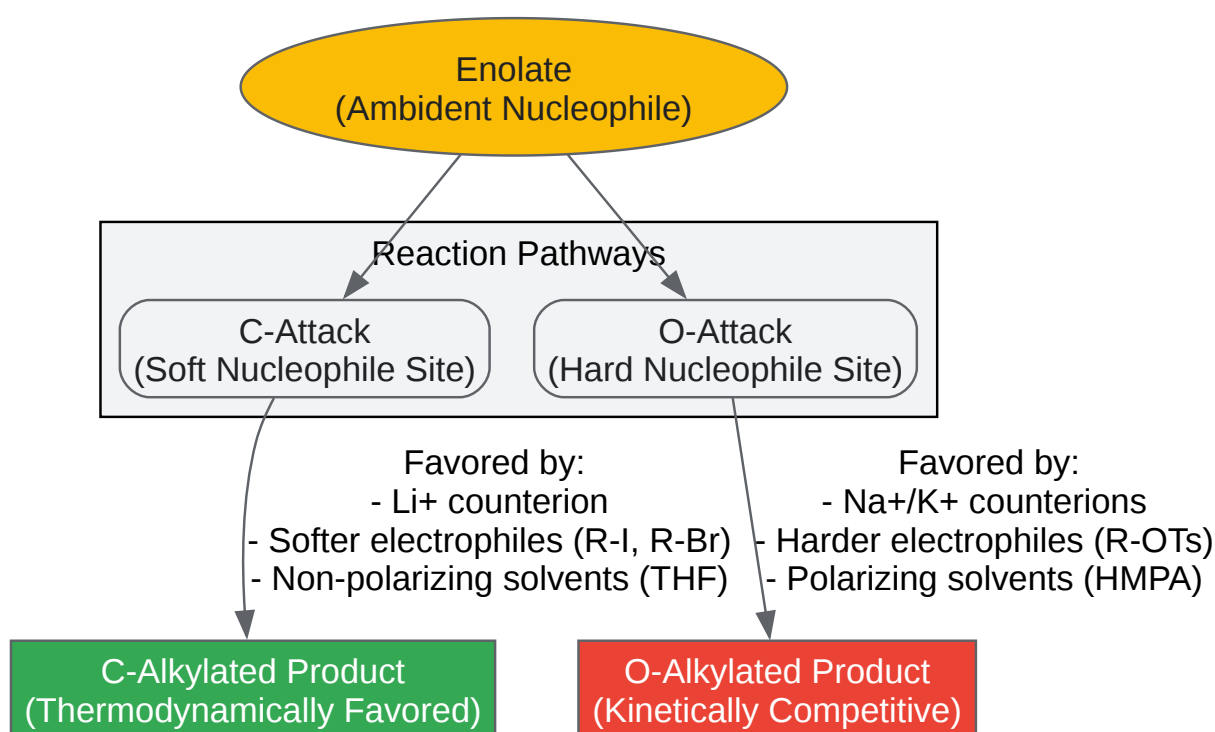 Enolate
(Ambident Nucleophile)
Reaction Pathways
C-Attack
(Soft Nucleophile Site)
O-Attack
(Hard Nucleophile Site)
Favored by:
- Li+ counterion
- Softer electrophiles (R-I, R-Br)
- Non-polarizing solvents (THF)
Favored by:
- Na+/K+ counterions
- Harder electrophiles (R-OTs)
- Polarizing solvents (HMPA)
C-Alkylated Product
(Thermodynamically Favored)
O-Alkylated Product
(Kinetically Competitive)